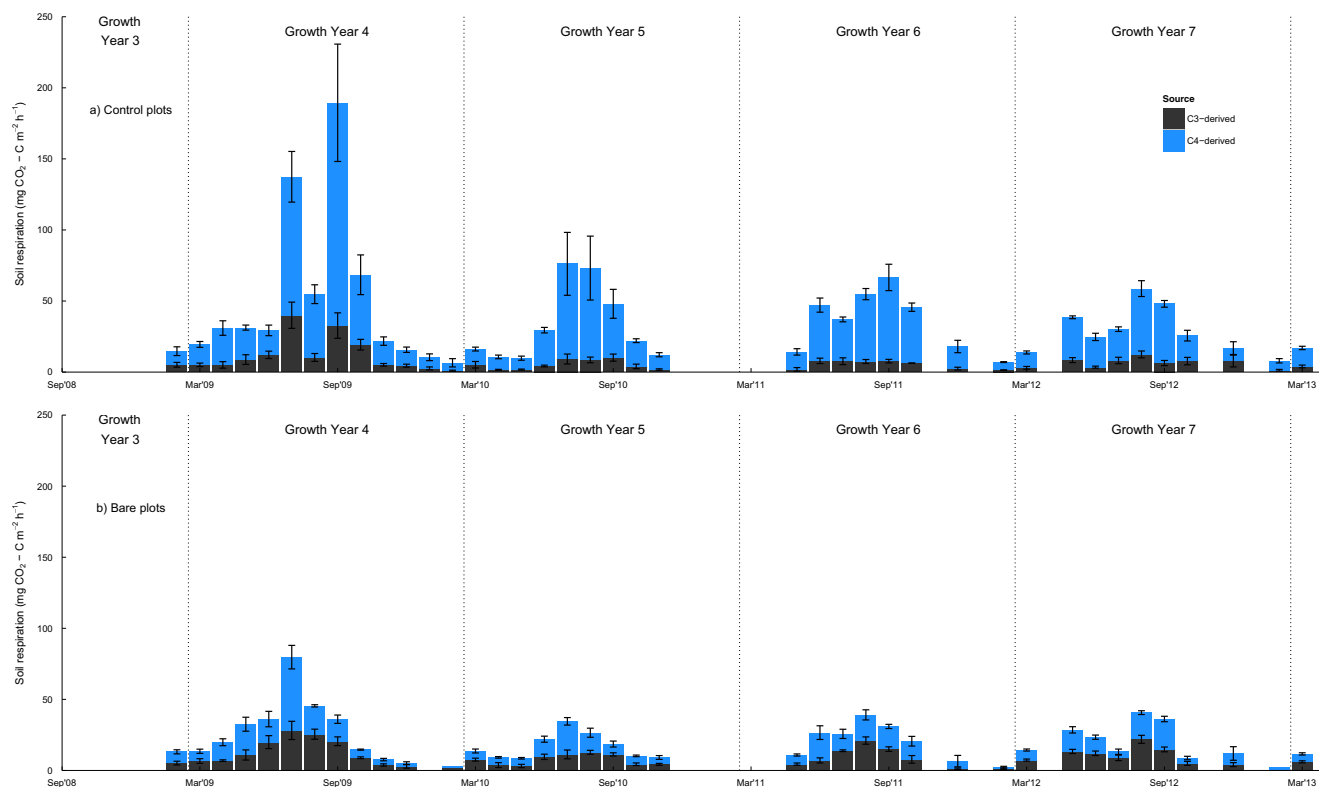 250
200
150
100
50
0
Soil respiration (mg CO₂ − C m⁻² h⁻¹)
Growth
Year 3
Growth Year 4
Growth Year 5
Growth Year 6
Growth Year 7
a) Control plots
Source
C3−derived
C4−derived
Sep'08
Mar'09
Sep'09
Mar'10
Sep'10
Mar'11
Sep'11
Mar'12
Sep'12
Mar'13
250
200
150
100
50
0
Soil respiration (mg CO₂ − C m⁻² h⁻¹)
Growth
Year 3
Growth Year 4
Growth Year 5
Growth Year 6
Growth Year 7
b) Bare plots
Sep'08
Mar'09
Sep'09
Mar'10
Sep'10
Mar'11
Sep'11
Mar'12
Sep'12
Mar'13